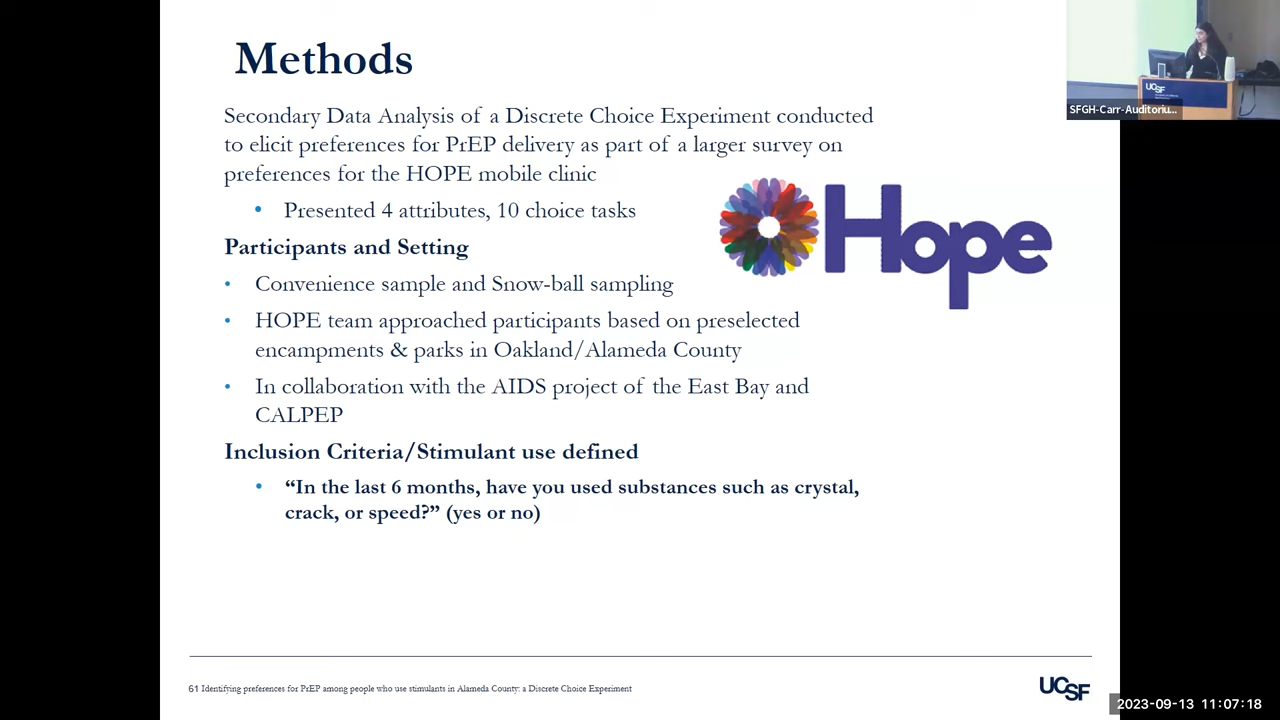 Methods
Secondary Data Analysis of a Discrete Choice Experiment conducted
to elicit preferences for PrEP delivery as part of a larger survey on
preferences for the HOPE mobile clinic
• Presented 4 attributes, 10 choice tasks
Hope
Participants and Setting
• Convenience sample and Snow-ball sampling
• HOPE team approached participants based on preselected
encampments & parks in Oakland/Alameda County
• In collaboration with the AIDS project of the East Bay and
CALPEP
Inclusion Criteria/Stimulant use defined
• “In the last 6 months, have you used substances such as crystal,
crack, or speed?” (yes or no)
61 Identifying preferences for PrEP among people who use stimulants in Alameda County: a Discrete Choice Experiment
UCSF
UCSF
SFGH-Carr-Auditoriu...
2023-09-13 11:07:18